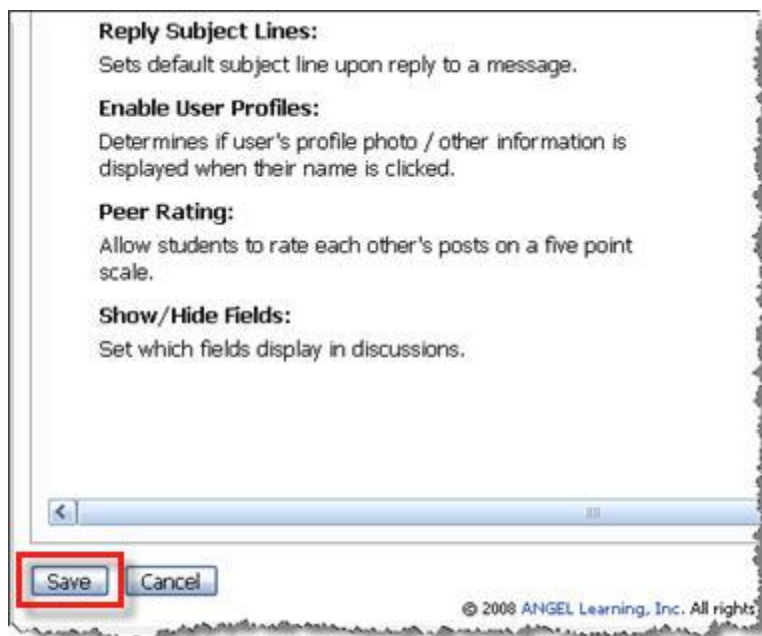 Reply Subject Lines:
Sets default subject line upon reply to a message.
Enable User Profiles:
Determines if user's profile photo / other information is
displayed when their name is clicked.
Peer Rating:
Allow students to rate each other's posts on a five point
scale.
Show/Hide Fields:
Set which fields display in discussions.
Save Cancel
© 2008 ANGEL Learning, Inc. All rights